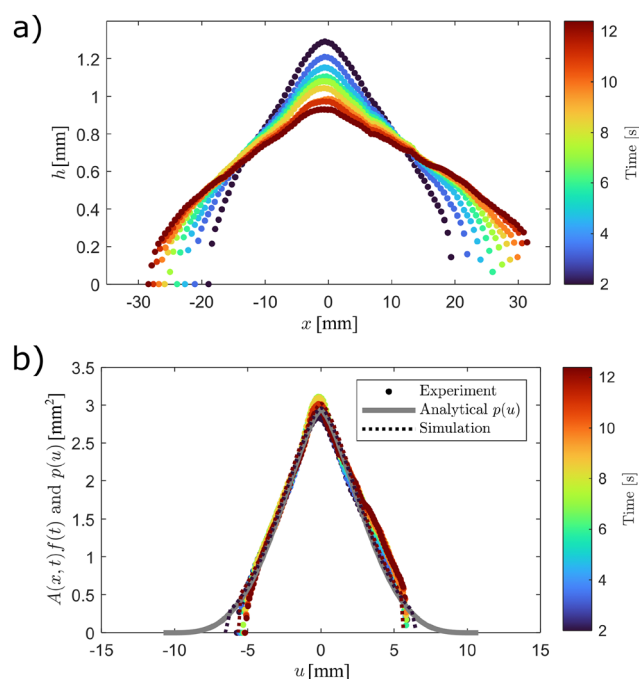 a)
1.2
1
0.8
0.6
0.4
0.2
0
h [mm]
-30 -20 -10 0 10 20 30
x [mm]
12
10
8
6
4
2
Time [s]
b)
3.5
3
2.5
2
1.5
1
0.5
0
A(x, t)f(t) and p(u) [mm²]
Experiment
Analytical p(u)
Simulation
-15 -10 -5 0 5 10 15
u [mm]
12
10
8
6
4
2
Time [s]